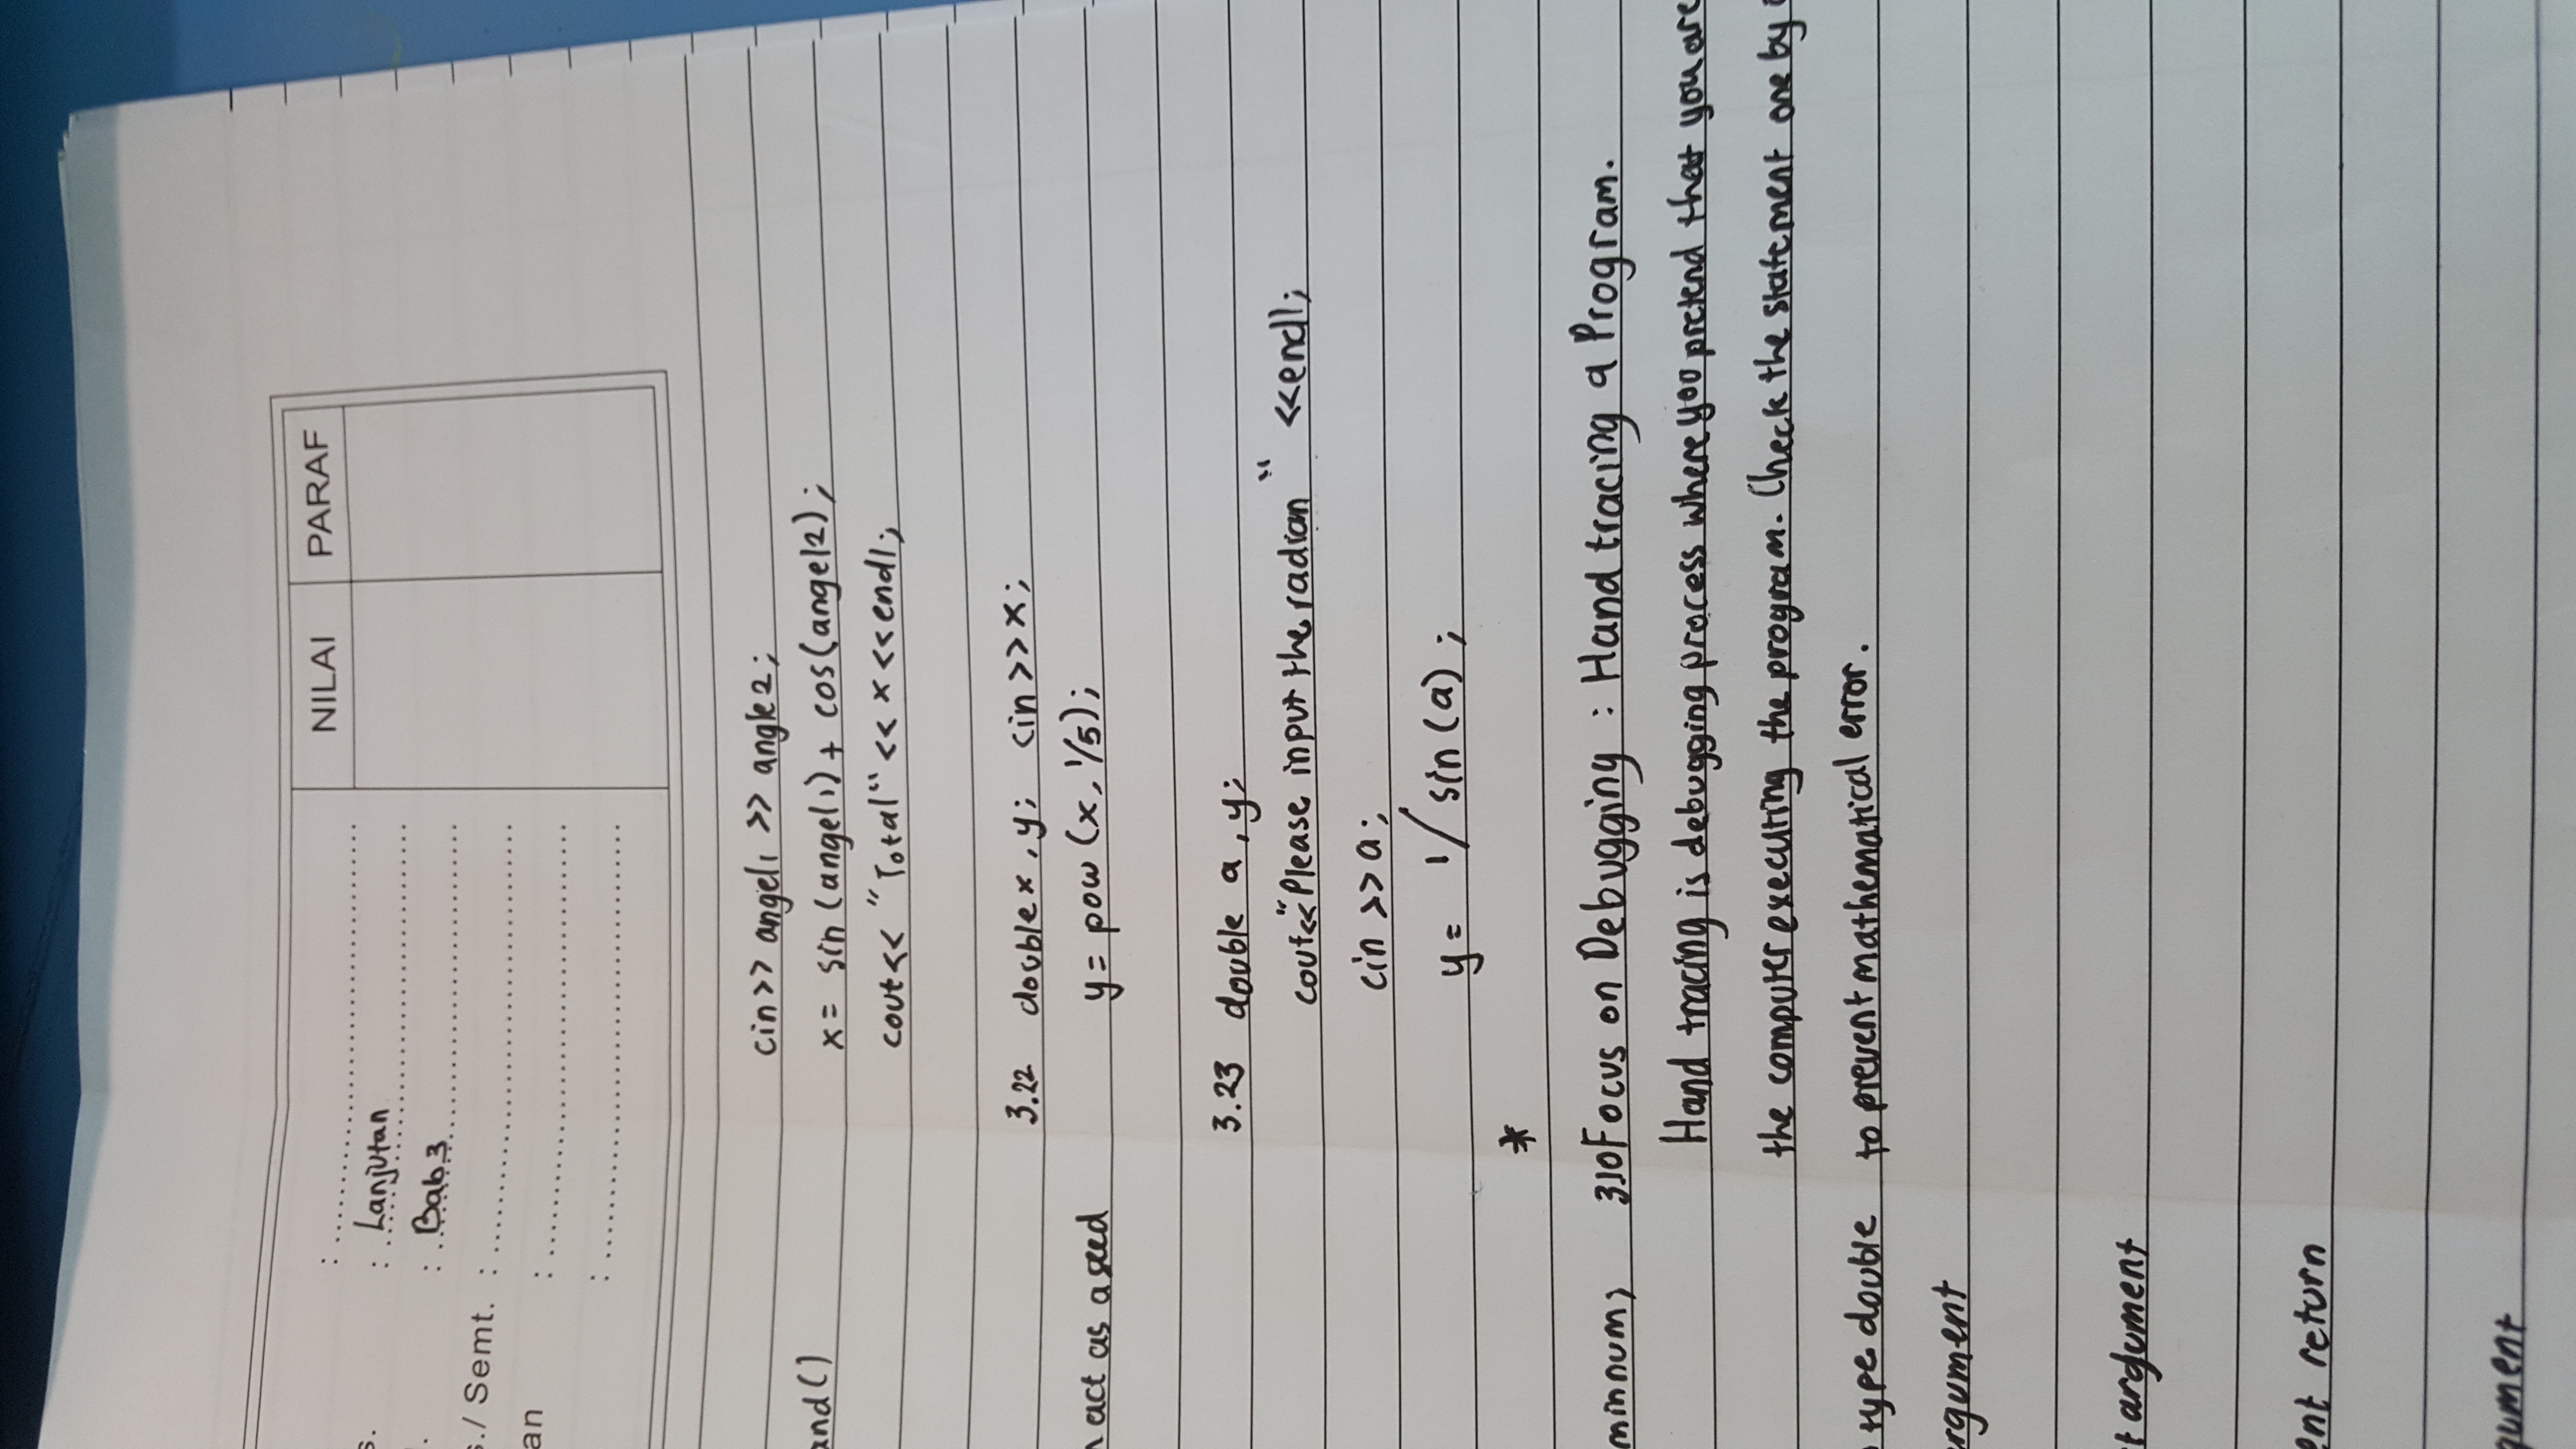 NILAI PARAF
s. : Lanjutan
. : Bab 3
s./ Semt. :
an :
:
cin >> angel1 >> angle2;
and()
x = sin (angel1) + cos(angel2);
cout << "Total" << x << endl;
3.22 double x, y; cin >> x;
act as a seed
y = pow (x, 1/5);
3.23 double a, y;
cout << "Please input the radian" << endl;
cin >> a;
y = 1/sin(a);
*
minnum;
3.10 Focus on Debugging : Hand tracing a Program.
Hand tracing is debugging process where you pretend that you are
the computer executing the program. Check the statement one by
type double
to prevent mathematical error.
rgument
t argument
ent return
gument